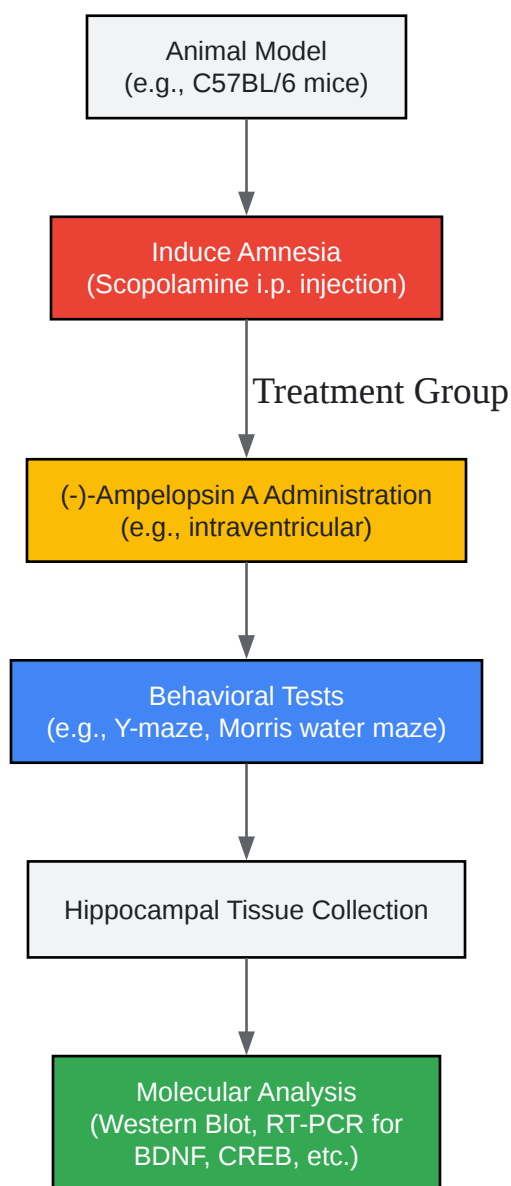 Animal Model
(e.g., C57BL/6 mice)
Induce Amnesia
(Scopolamine i.p. injection)
Treatment Group
(-)-Ampelopsin A Administration
(e.g., intraventricular)
Behavioral Tests
(e.g., Y-maze, Morris water maze)
Hippocampal Tissue Collection
Molecular Analysis
(Western Blot, RT-PCR for
BDNF, CREB, etc.)